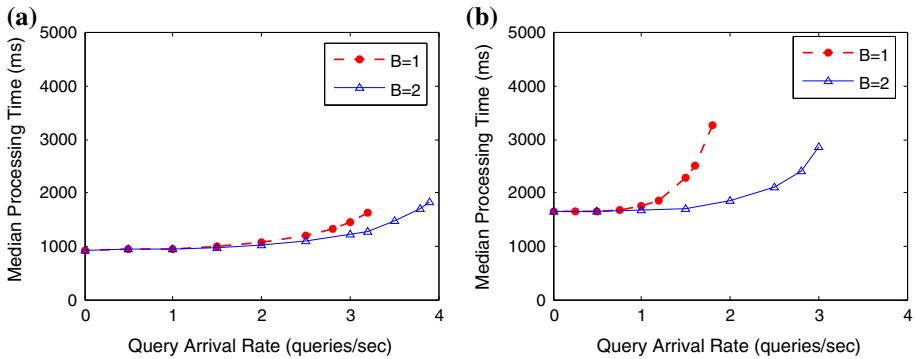 (a)
5000
4000
3000
2000
1000
0
0 1 2 3 4
Median Processing Time (ms)
Query Arrival Rate (queries/sec)
B=1
B=2
(b)
5000
4000
3000
2000
1000
0
0 1 2 3 4
Median Processing Time (ms)
Query Arrival Rate (queries/sec)
B=1
B=2